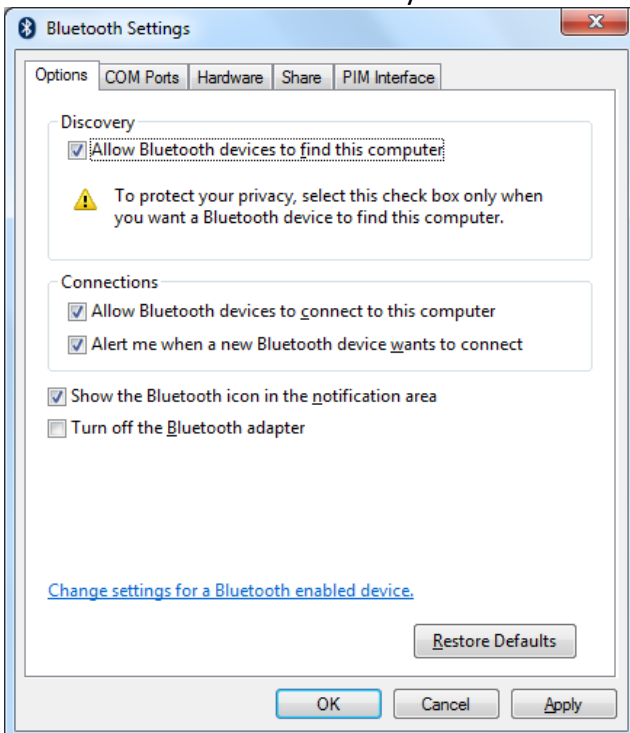 Bluetooth Settings
Options COM Ports Hardware Share PIM Interface
Discovery
Allow Bluetooth devices to find this computer
To protect your privacy, select this check box only when
you want a Bluetooth device to find this computer.
Connections
Allow Bluetooth devices to connect to this computer
Alert me when a new Bluetooth device wants to connect
Show the Bluetooth icon in the notification area
Turn off the Bluetooth adapter
Change settings for a Bluetooth enabled device.
Restore Defaults
OK Cancel Apply